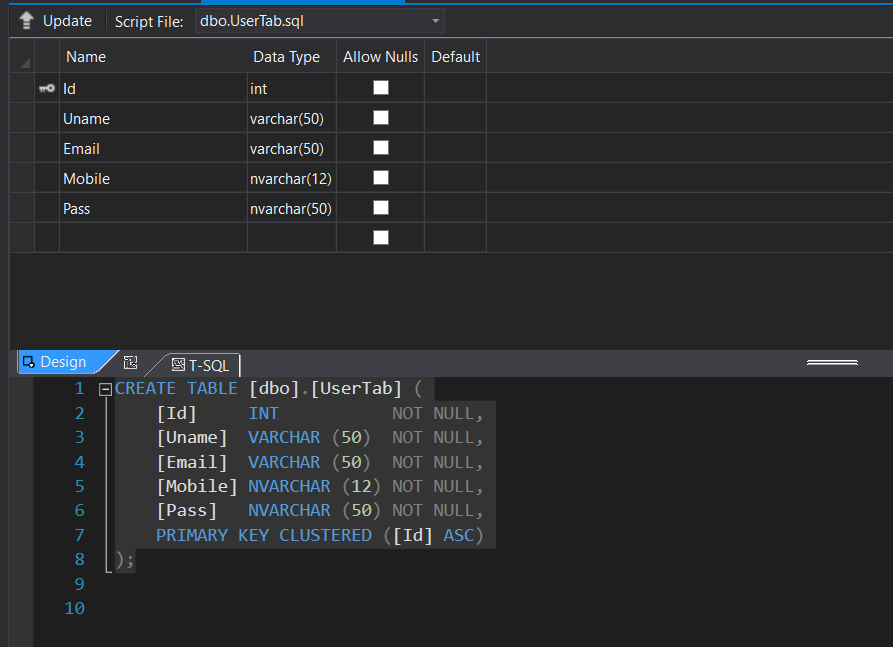 Update Script File: dbo.UserTab.sql
Name Data Type Allow Nulls Default
Id int
Uname varchar(50)
Email varchar(50)
Mobile nvarchar(12)
Pass nvarchar(50)
Design T-SQL
1 CREATE TABLE [dbo].[UserTab] (
2 [Id] INT NOT NULL,
3 [Uname] VARCHAR (50) NOT NULL,
4 [Email] VARCHAR (50) NOT NULL,
5 [Mobile] NVARCHAR (12) NOT NULL,
6 [Pass] NVARCHAR (50) NOT NULL,
7 PRIMARY KEY CLUSTERED ([Id] ASC)
8 );
9
10